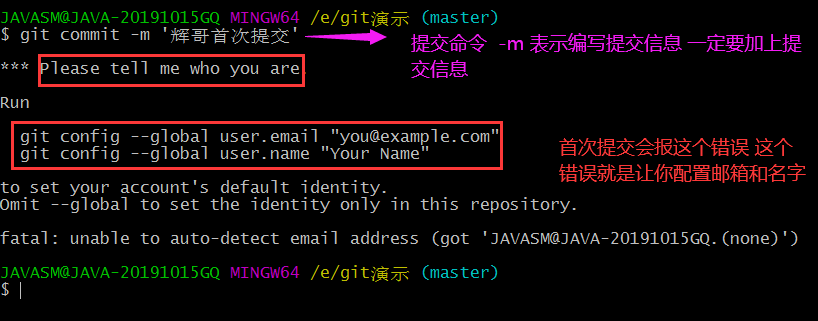 JAVASM@JAVA-20191015GQ MINGW64 /e/git演示 (master)
$ git commit -m '辉哥首次提交'
提交命令 -m 表示编写提交信息 一定要加上提
交信息
*** Please tell me who you are.
Run
git config --global user.email "you@example.com"
git config --global user.name "Your Name"
首次提交会报这个错误 这个
错误就是让你配置邮箱和名字
to set your account's default identity.
Omit --global to set the identity only in this repository.
fatal: unable to auto-detect email address (got 'JAVASM@JAVA-20191015GQ.(none)')
JAVASM@JAVA-20191015GQ MINGW64 /e/git演示 (master)
$